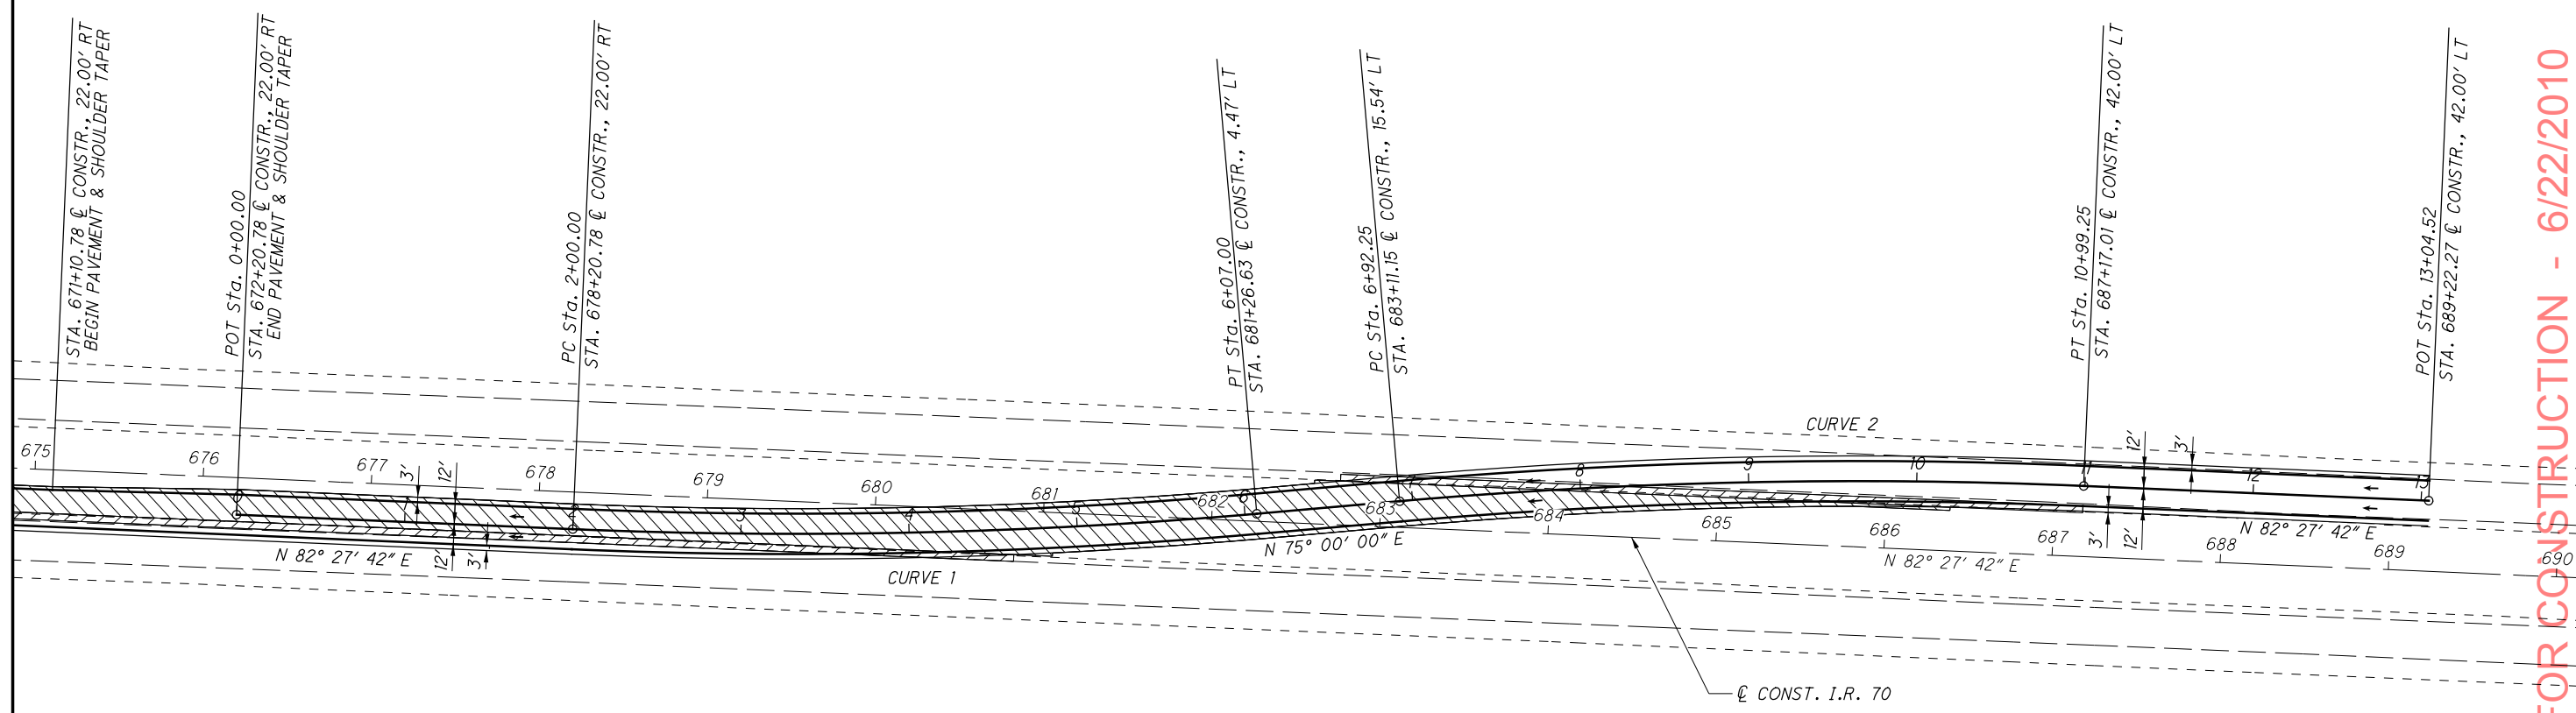 STA. 671+10.78 ℄ CONSTR., 22.00' RT
BEGIN PAVEMENT & SHOULDER TAPER
POT Sta. 0+00.00
STA. 672+20.78 ℄ CONSTR., 22.00' RT
END PAVEMENT & SHOULDER TAPER
PC Sta. 2+00.00
STA. 678+20.78 ℄ CONSTR., 22.00' RT
PT Sta. 6+07.00
STA. 681+26.63 ℄ CONSTR., 4.47' LT
PC Sta. 6+92.25
STA. 683+11.15 ℄ CONSTR., 15.54' LT
PT Sta. 10+99.25
STA. 687+17.01 ℄ CONSTR., 42.00' LT
POT Sta. 13+04.52
STA. 689+22.27 ℄ CONSTR., 42.00' LT
675
676
677
678
679
680
681
682
683
684
685
686
687
688
689
690
0
1
2
3
4
5
6
7
8
9
10
11
12
13
3'
12'
12'
3'
12'
3'
3'
12'
N 82° 27' 42" E
CURVE 1
N 75° 00' 00" E
CURVE 2
N 82° 27' 42" E
N 82° 27' 42" E
℄ CONST. I.R. 70
FOR CONSTRUCTION - 6/22/2010